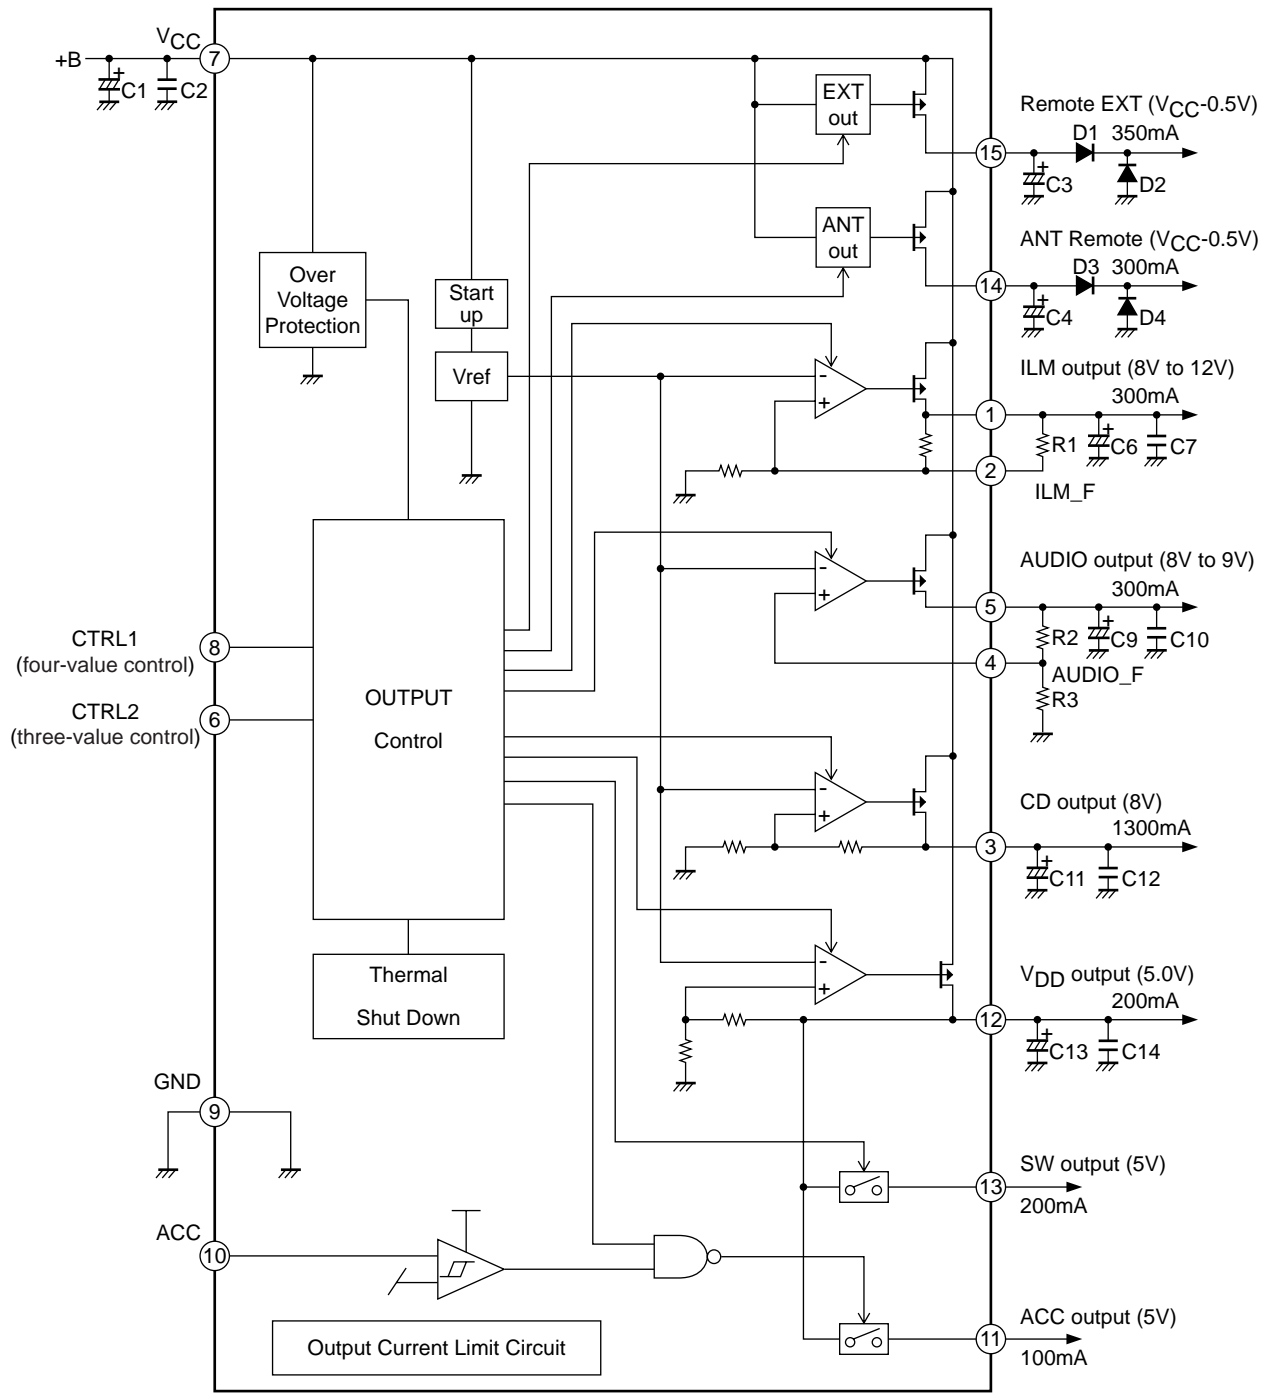 VCC
+B
7
C1
C2
EXT
out
Remote EXT (VCC-0.5V)
D1
350mA
15
C3
D2
ANT
out
ANT Remote (VCC-0.5V)
D3
300mA
14
C4
D4
Over
Voltage
Protection
Start
up
Vref
ILM output (8V to 12V)
300mA
-
+
1
R1
C6
C7
2
ILM_F
AUDIO output (8V to 9V)
300mA
-
+
5
R2
C9
C10
4
AUDIO_F
R3
CTRL1
(four-value control)
8
CTRL2
(three-value control)
6
OUTPUT
Control
CD output (8V)
1300mA
-
+
3
C11
C12
Thermal
Shut Down
VDD output (5.0V)
200mA
-
+
12
C13
C14
GND
9
SW output (5V)
13
200mA
ACC
10
ACC output (5V)
11
100mA
Output Current Limit Circuit